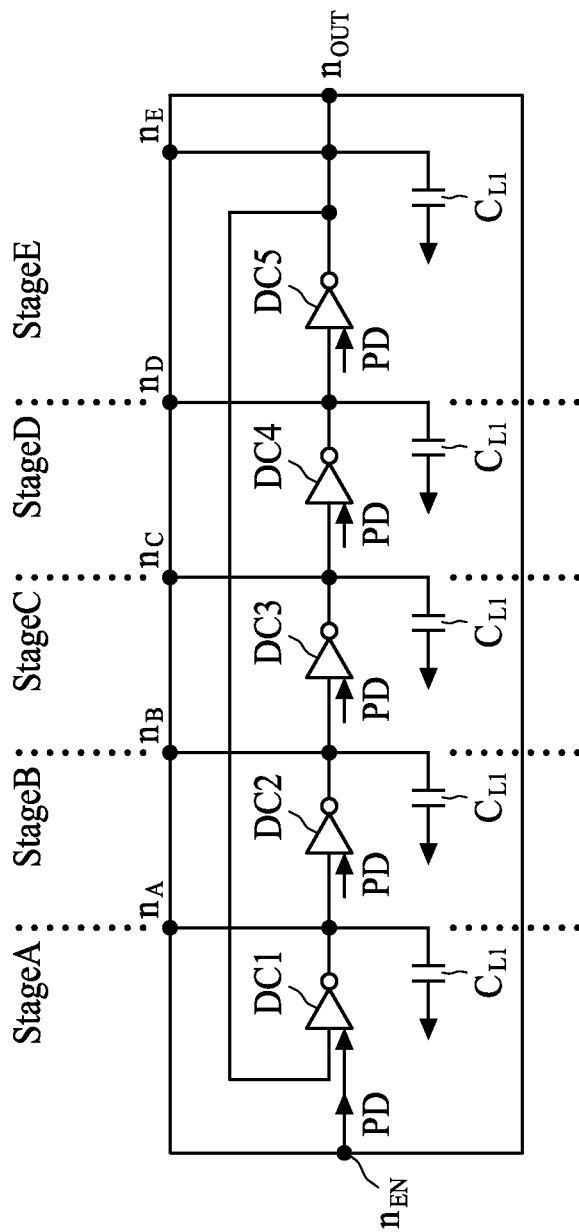 StageA StageB StageC StageD StageE
n_A n_B n_C n_D n_E
DC1 DC2 DC3 DC4 DC5
n_EN PD PD PD PD PD n_OUT
C_L1 C_L1 C_L1 C_L1 C_L1